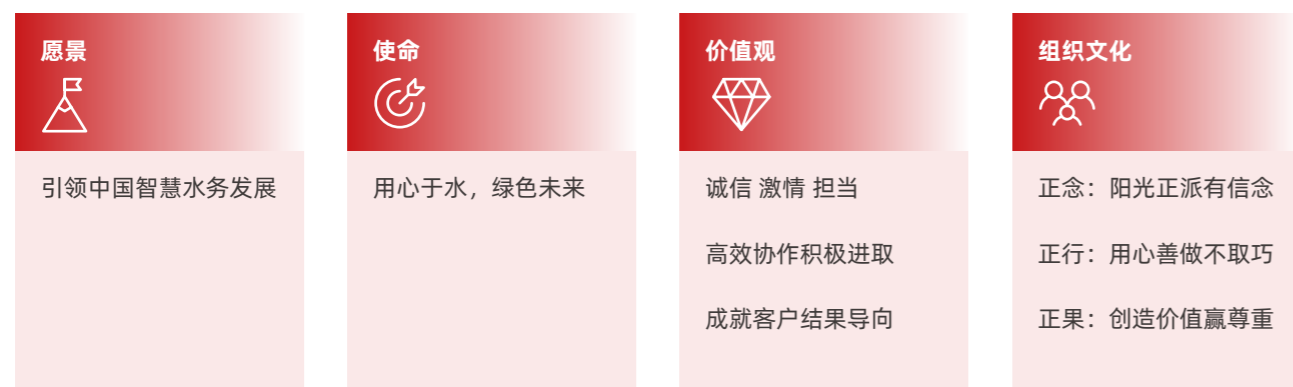 愿景
引领中国智慧水务发展
使命
用心于水，绿色未来
价值观
诚信 激情 担当
高效协作积极进取
成就客户结果导向
组织文化
正念：阳光正派有信念
正行：用心善做不取巧
正果：创造价值赢尊重